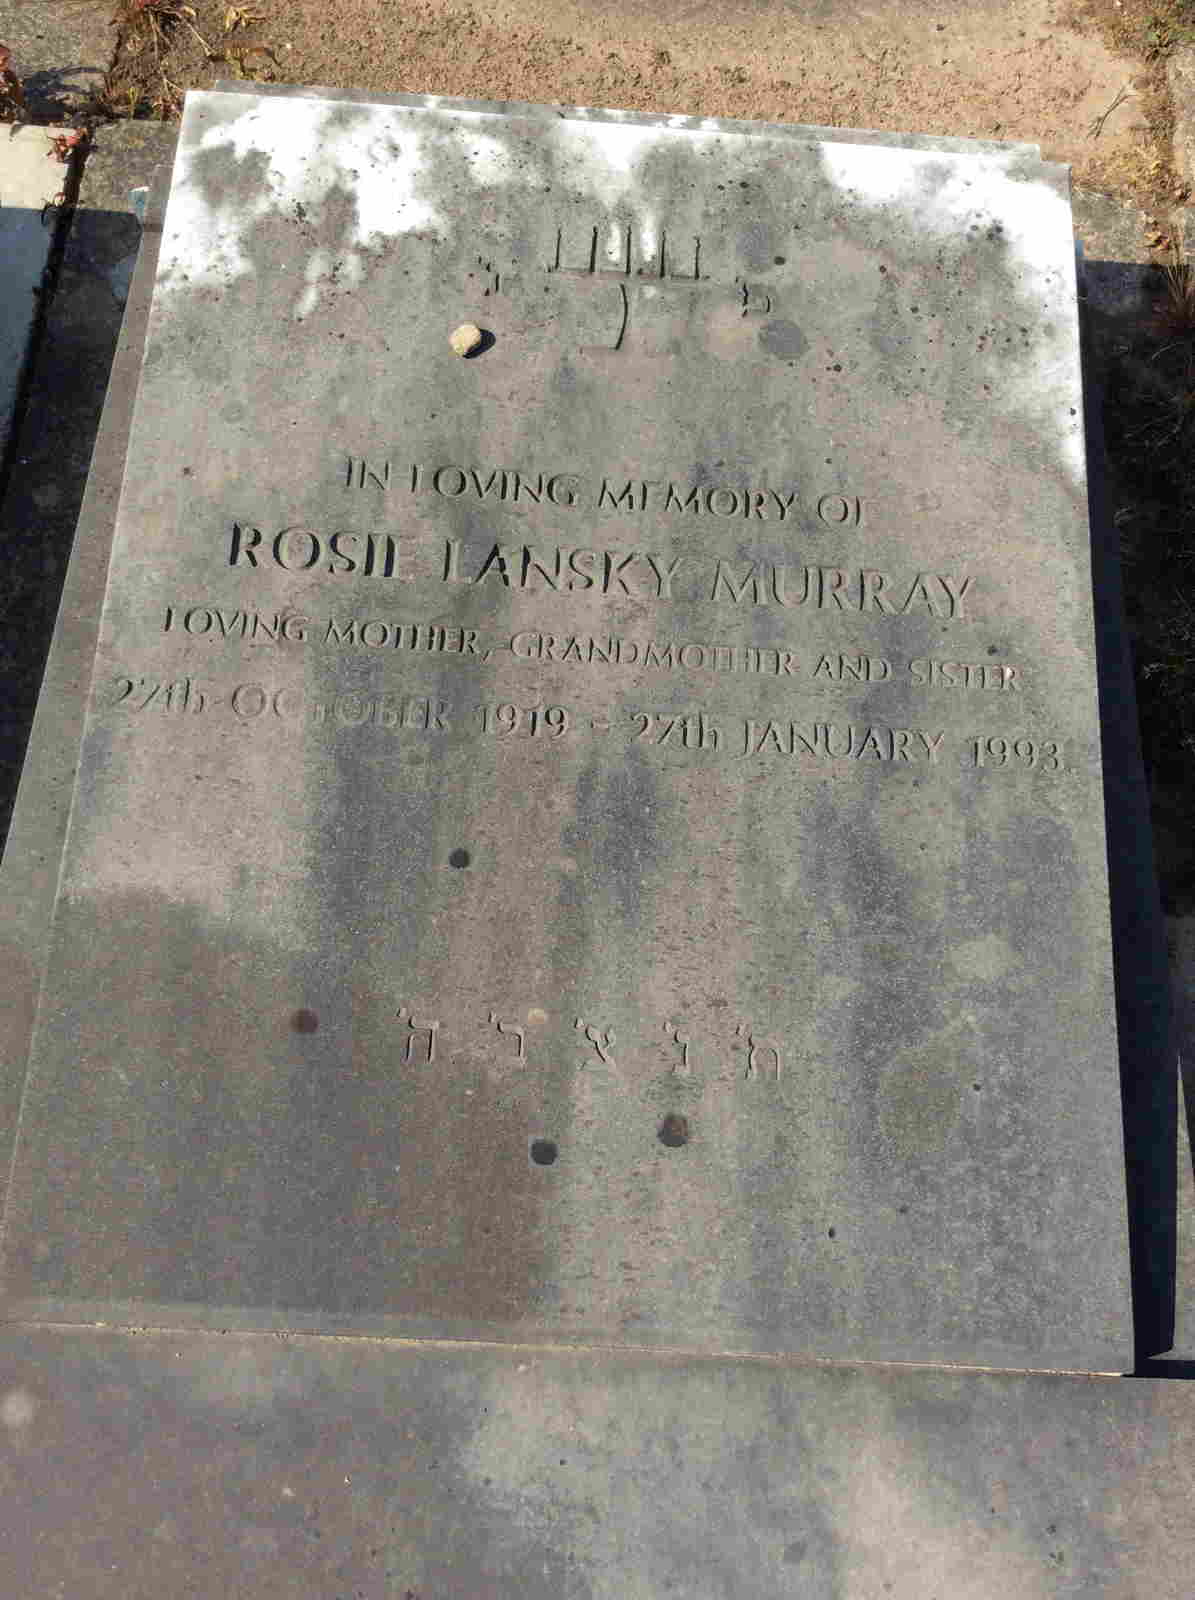 פ' נ'
IN LOVING MEMORY OF
ROSIE LANSKY MURRAY
LOVING MOTHER, GRANDMOTHER AND SISTER
27th OCTOBER 1919 - 27th JANUARY 1993
ת' נ' צ' ר' ה'